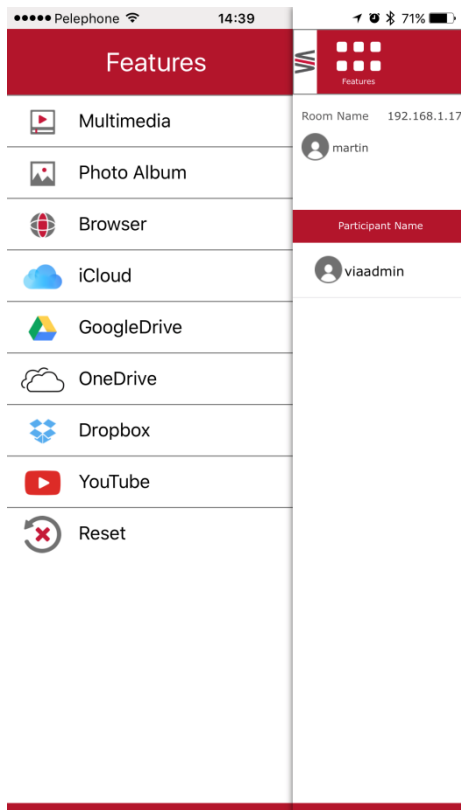 Pelephone 14:39 71%
Features
Multimedia
Photo Album
Browser
iCloud
GoogleDrive
OneDrive
Dropbox
YouTube
Reset
Features
Room Name 192.168.1.17
martin
Participant Name
viaadmin